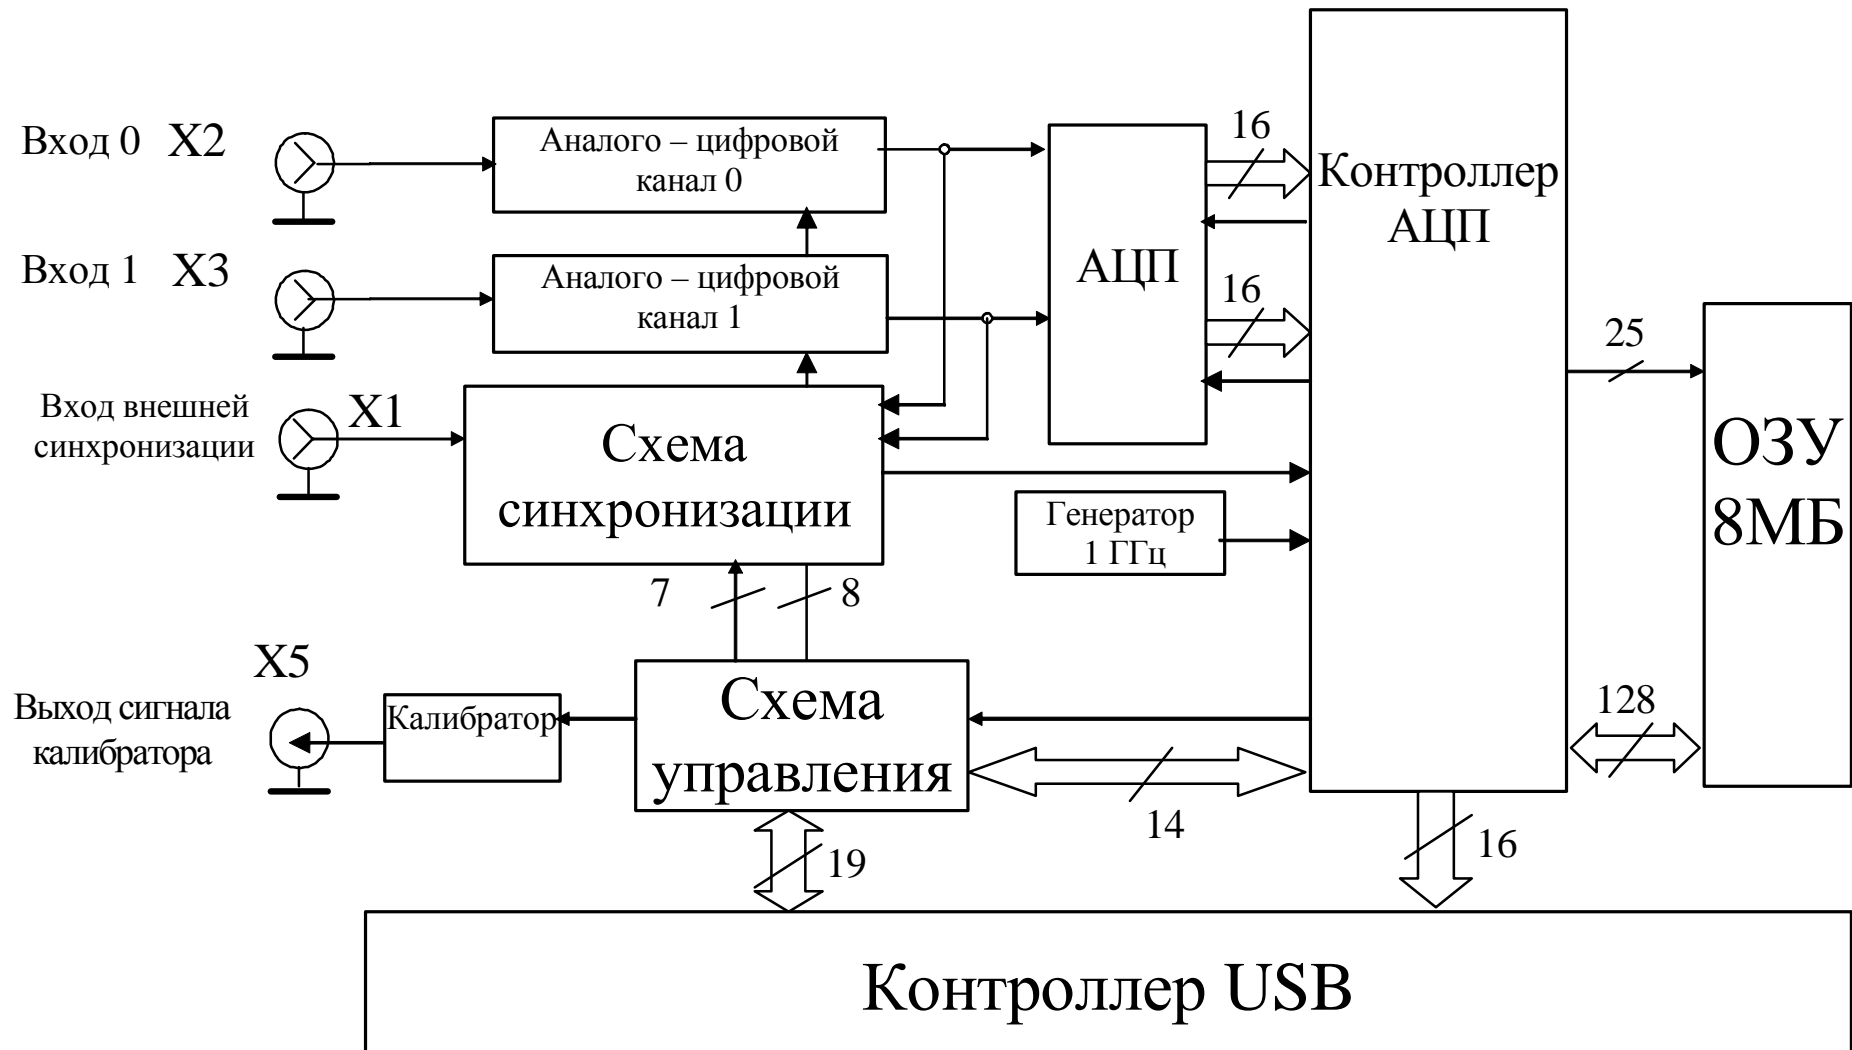 Вход 0 X2
Аналого – цифровой
канал 0
16
Контроллер
АЦП
Вход 1 X3
Аналого – цифровой
канал 1
АЦП
16
25
ОЗУ
8МБ
Вход внешней
синхронизации
X1
Схема
синхронизации
Генератор
1 ГГц
7
8
X5
Выход сигнала
калибратора
Калибратор
Схема
управления
128
14
19
16
Контроллер USB